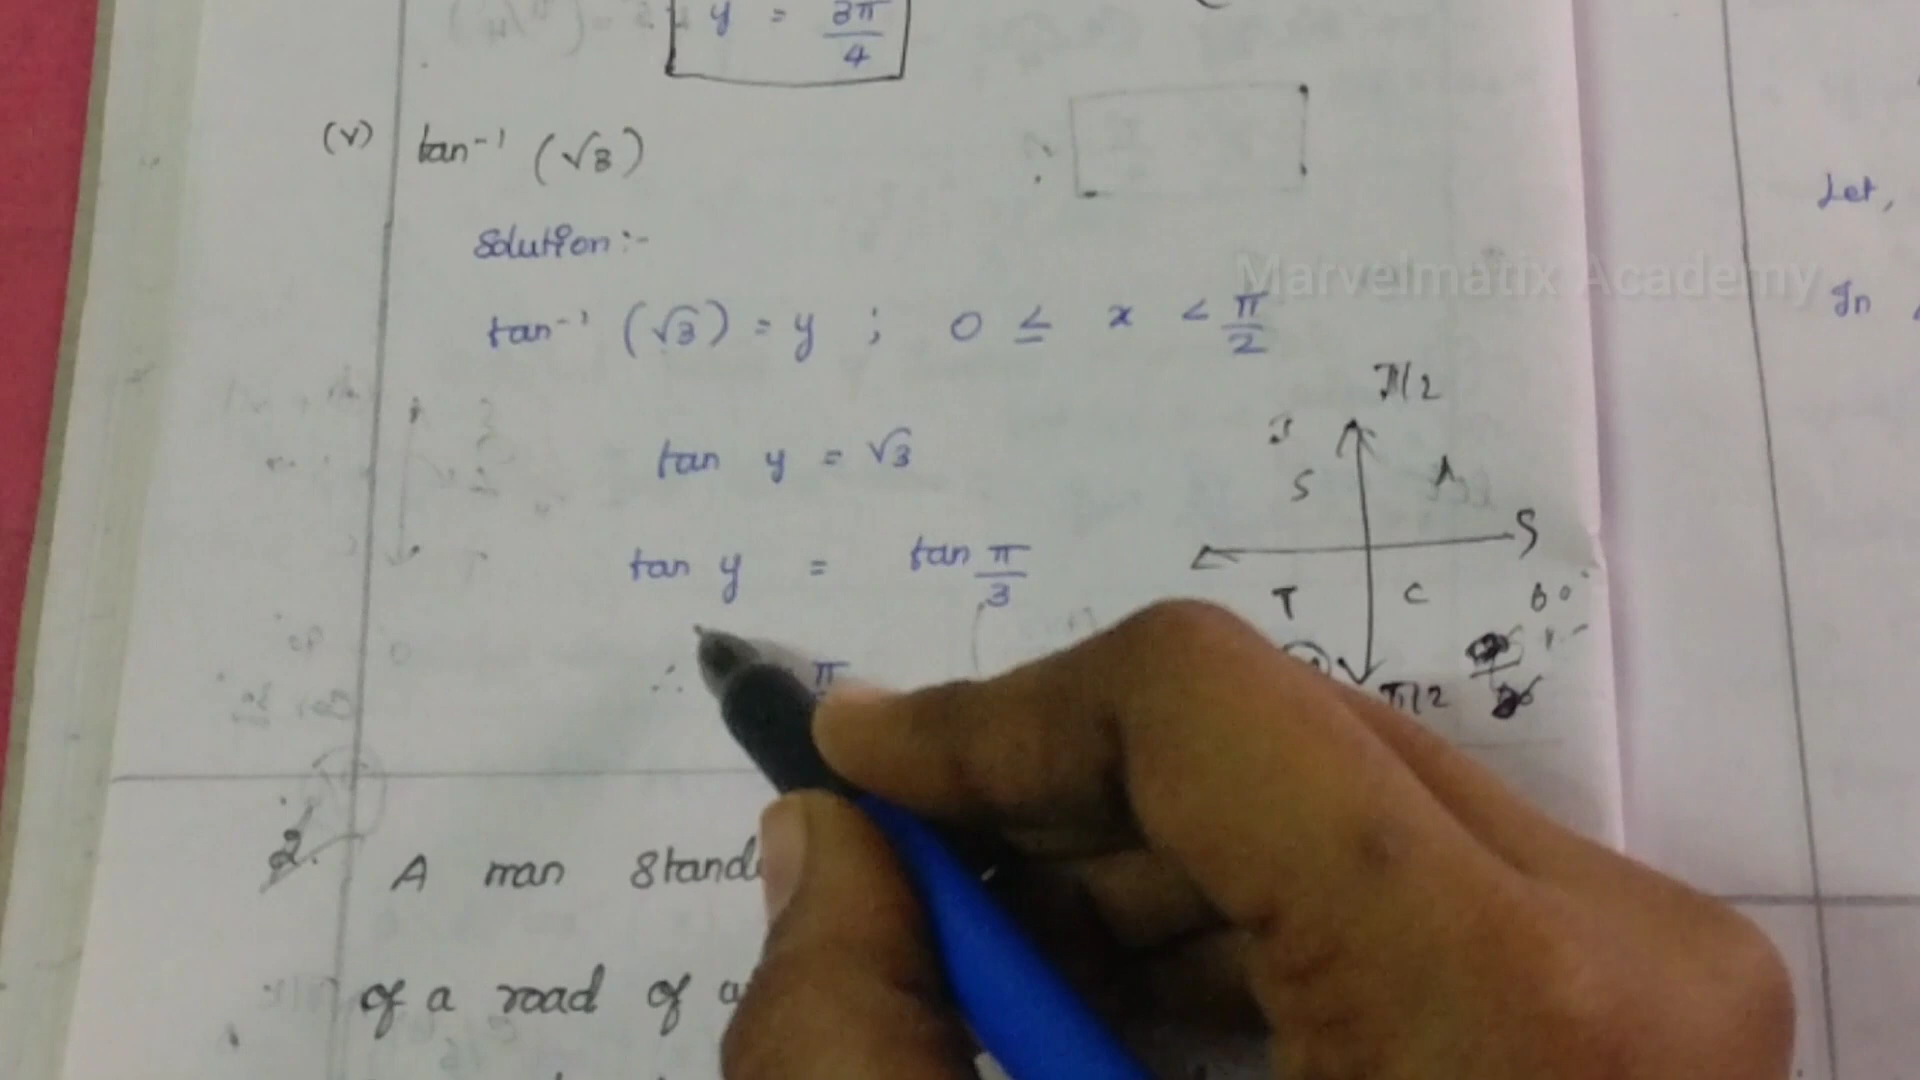 y = 3π/4
(v) tan⁻¹ (√3)
Solution:-
Marvelmatix Academy
Let,
tan⁻¹ (√3) = y ; 0 ≤ x < π/2
In
π/2
tan y = √3
S A
tan y = tan π/3
T C 60°
∴ π
π/2
2. A man stand
of a road of a